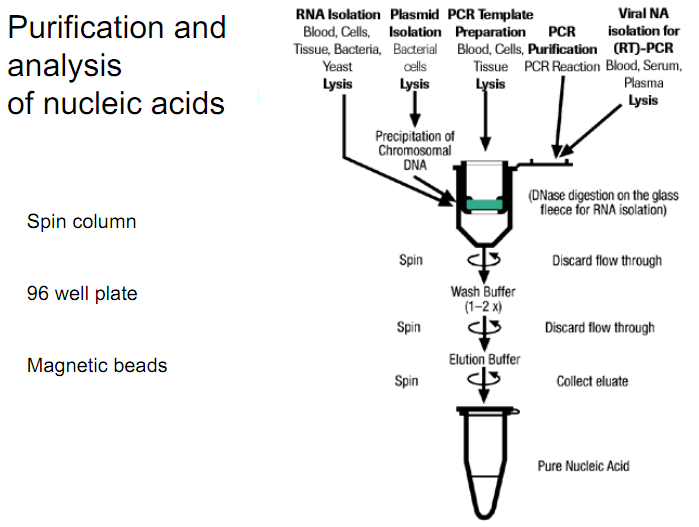 Purification and
analysis
of nucleic acids
Spin column
96 well plate
Magnetic beads
RNA Isolation
Blood, Cells,
Tissue, Bacteria,
Yeast
Lysis
Plasmid
Isolation
Bacterial
cells
Lysis
PCR Template
Preparation
Blood, Cells,
Tissue
Lysis
PCR
Purification
PCR Reaction
Viral NA
isolation for
(RT)-PCR
Blood, Serum,
Plasma
Lysis
Precipitation of
Chromosomal
DNA
(DNase digestion on the glass
fleece for RNA isolation)
Spin
Discard flow through
Wash Buffer
(1–2 x)
Spin
Discard flow through
Elution Buffer
Spin
Collect eluate
Pure Nucleic Acid